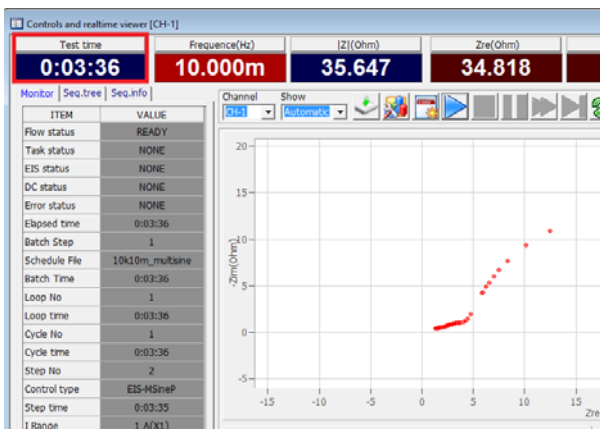 Controls and realtime viewer [CH-1]
Test time Frequence(Hz) |Z|(Ohm) Zre(Ohm)
0:03:36 10.000m 35.647 34.818
Monitor Seq.tree Seq.info
Channel Show
CH-1 Automatic
ITEM VALUE
Flow status READY
Task status NONE
EIS status NONE
DC status NONE
Error status NONE
Elapsed time 0:03:36
Batch Step 1
Schedule File 10k10m_multisine
Batch Time 0:03:36
Loop No 1
Loop time 0:03:36
Cycle No 1
Cycle time 0:03:36
Step No 2
Control type EIS-MSineP
Step time 0:03:35
I Range 1 A(X1)
-Zim(Ohm)
20
15
10
5
0
-5
-15 -10 -5 0 5 10 15
Zre